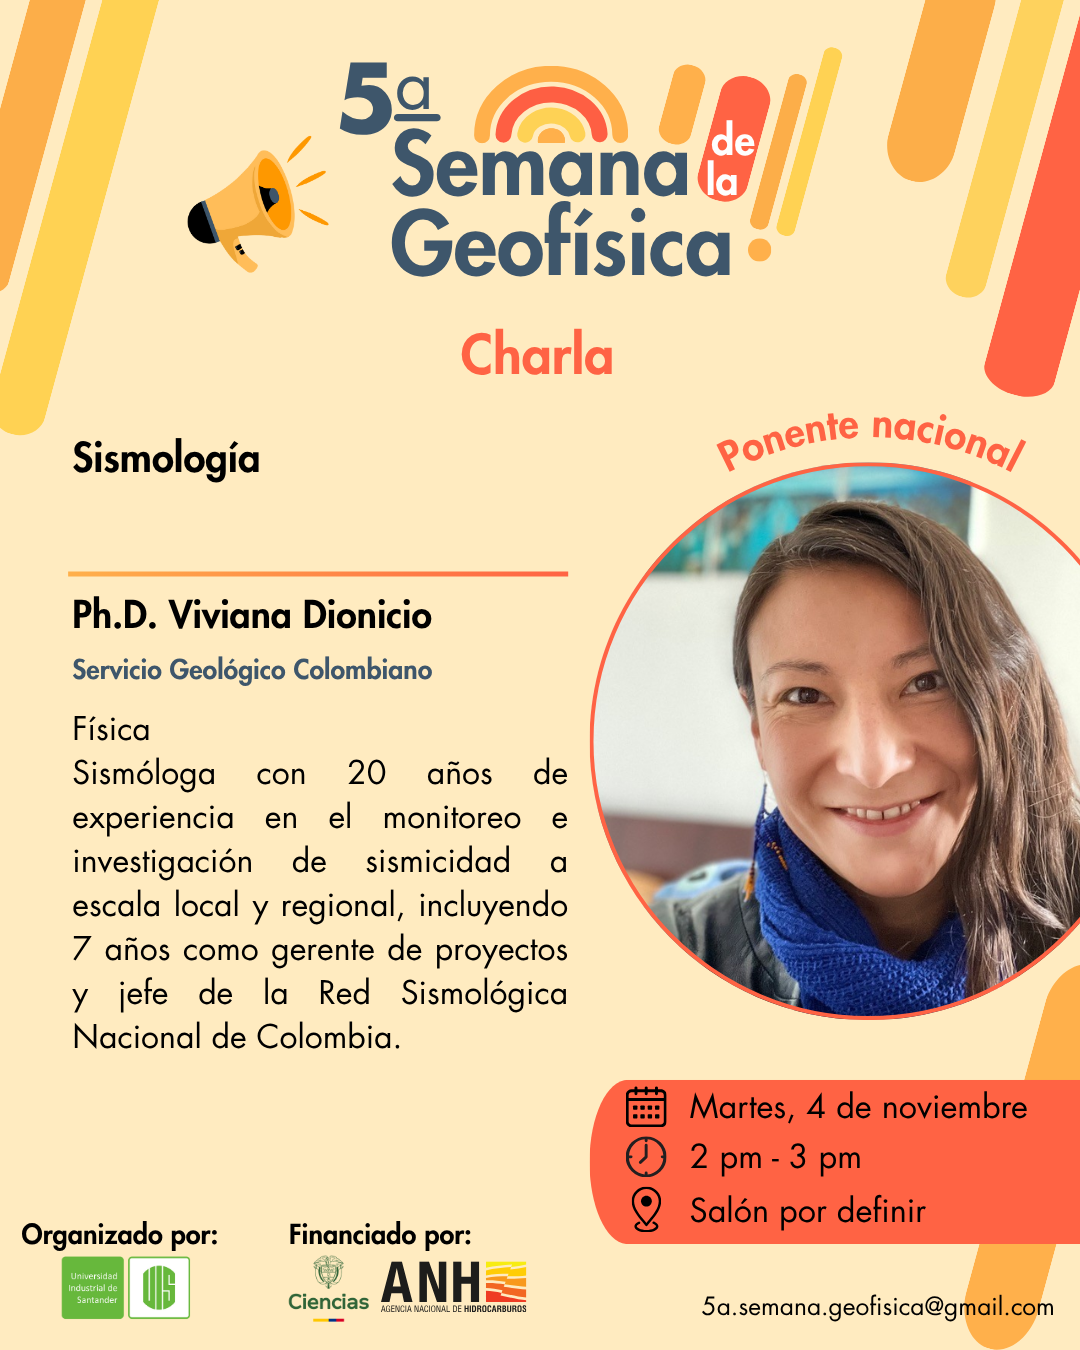 5ª
Semana
de
la
Geofísica
Charla
Ponente nacional
Sismología
Ph.D. Viviana Dionicio
Servicio Geológico Colombiano
Física
Sismóloga con 20 años de
experiencia en el monitoreo e
investigación de sismicidad a
escala local y regional, incluyendo
7 años como gerente de proyectos
y jefe de la Red Sismológica
Nacional de Colombia.
Martes, 4 de noviembre
2 pm - 3 pm
Salón por definir
Organizado por:
Universidad
Industrial de
Santander
UIS
Financiado por:
Ciencias
ANH
AGENCIA NACIONAL DE HIDROCARBUROS
5a.semana.geofisica@gmail.com